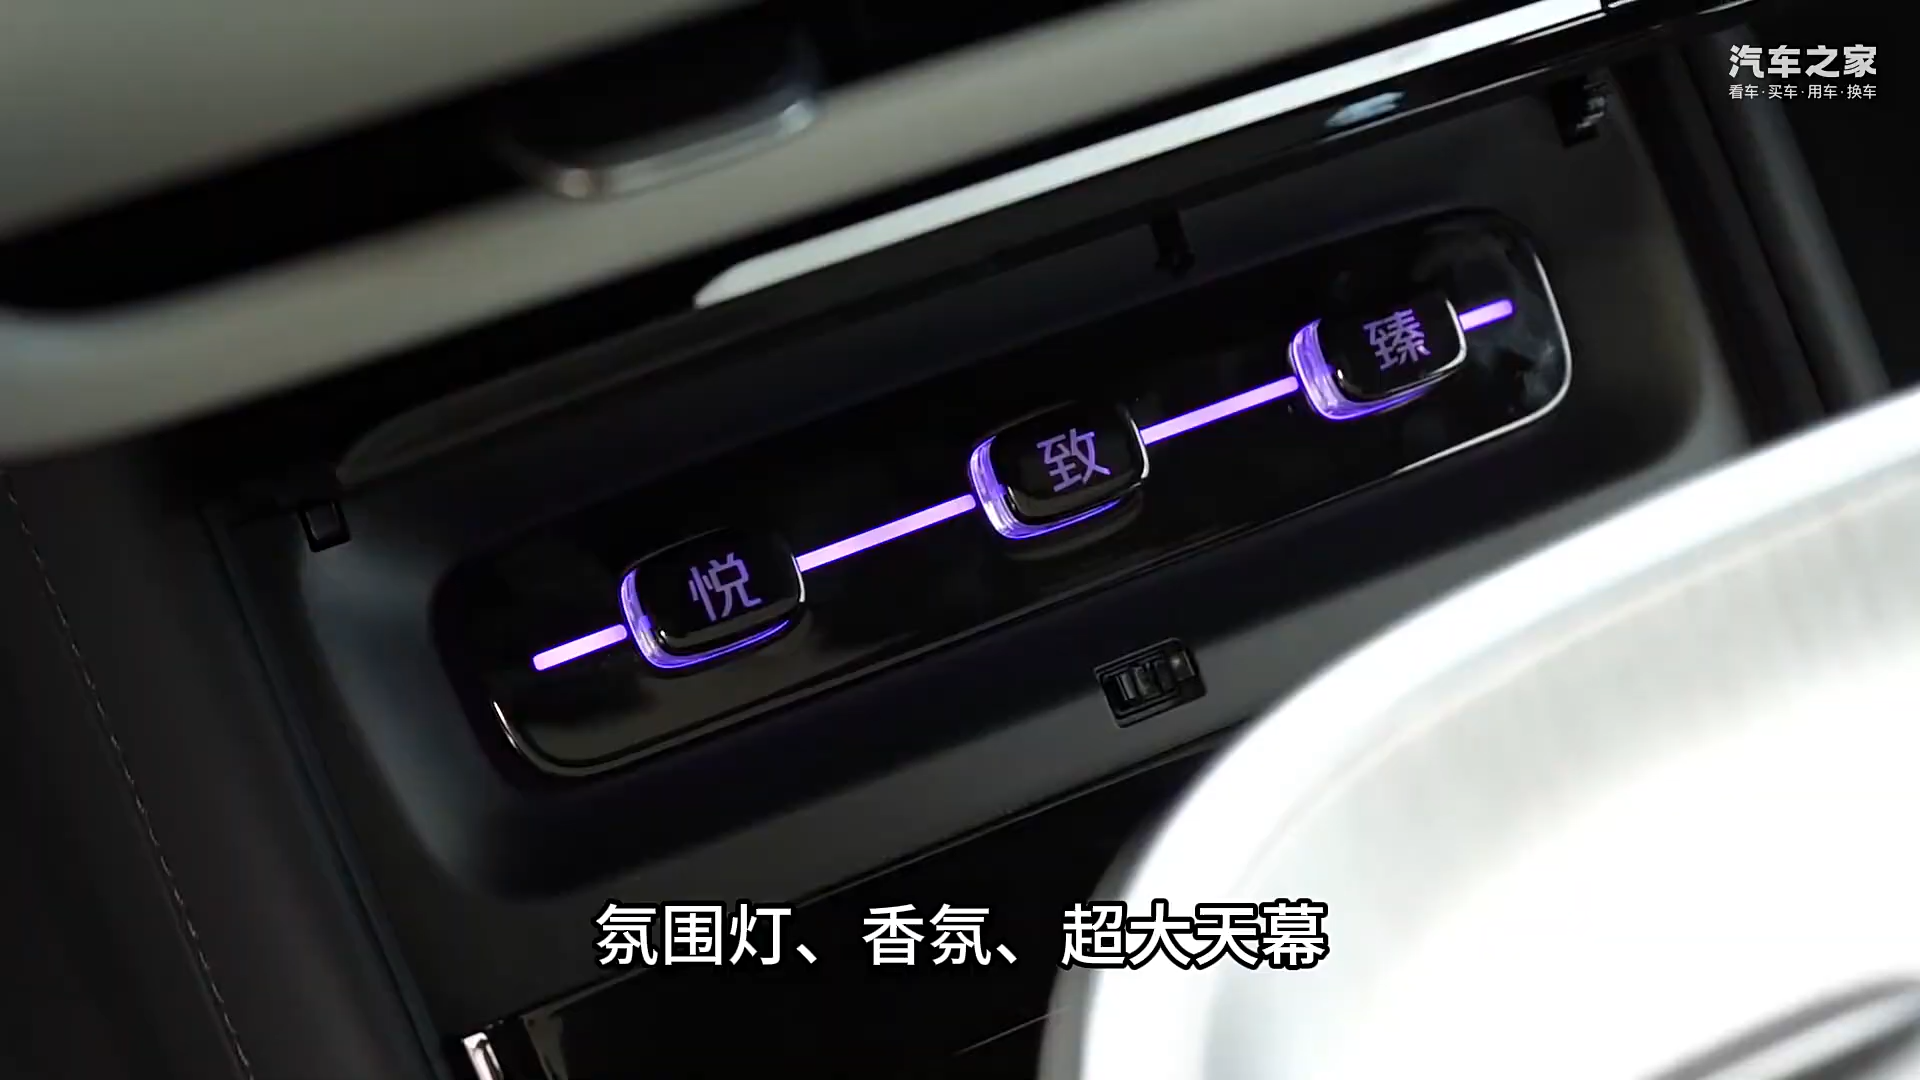 汽车之家
看车·买车·用车·换车
臻
致
悦
氛围灯、香氛、超大天幕